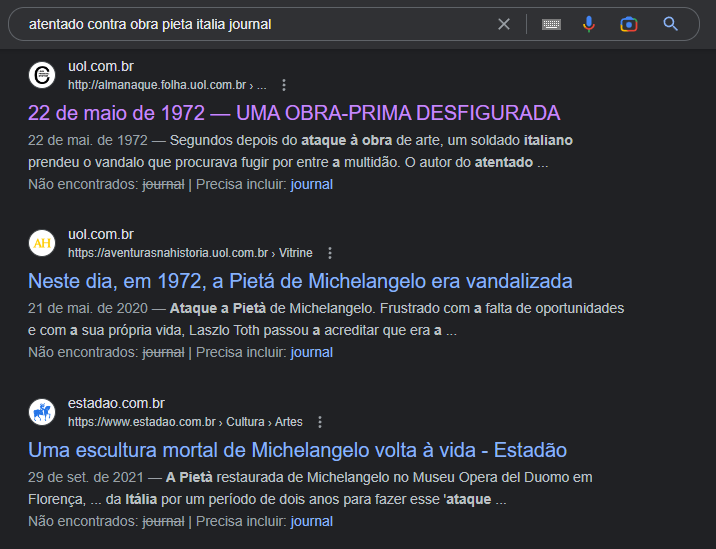 atentado contra obra pieta italia journal
uol.com.br
http://almanaque.folha.uol.com.br › ...
22 de maio de 1972 — UMA OBRA-PRIMA DESFIGURADA
22 de mai. de 1972 — Segundos depois do ataque à obra de arte, um soldado italiano
prendeu o vandalo que procurava fugir por entre a multidão. O autor do atentado ...
Não encontrados: journal | Precisa incluir: journal
AH
uol.com.br
https://aventurasnahistoria.uol.com.br › Vitrine
Neste dia, em 1972, a Pietá de Michelangelo era vandalizada
21 de mai. de 2020 — Ataque a Pietà de Michelangelo. Frustrado com a falta de oportunidades
e com a sua própria vida, Laszlo Toth passou a acreditar que era a ...
Não encontrados: journal | Precisa incluir: journal
estadao.com.br
https://www.estadao.com.br › Cultura › Artes
Uma escultura mortal de Michelangelo volta à vida - Estadão
29 de set. de 2021 — A Pietà restaurada de Michelangelo no Museu Opera del Duomo em
Florença, ... da Itália por um período de dois anos para fazer esse 'ataque ...
Não encontrados: journal | Precisa incluir: journal